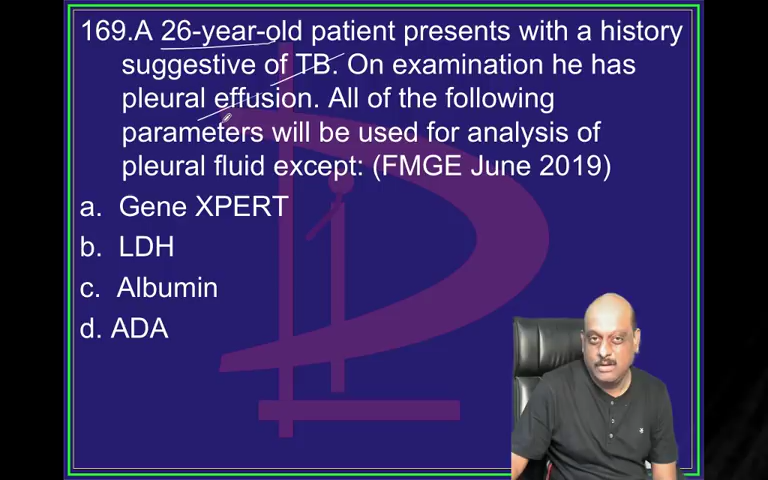 169.A 26-year-old patient presents with a history
suggestive of TB. On examination he has
pleural effusion. All of the following
parameters will be used for analysis of
pleural fluid except: (FMGE June 2019)
a. Gene XPERT
b. LDH
c. Albumin
d. ADA